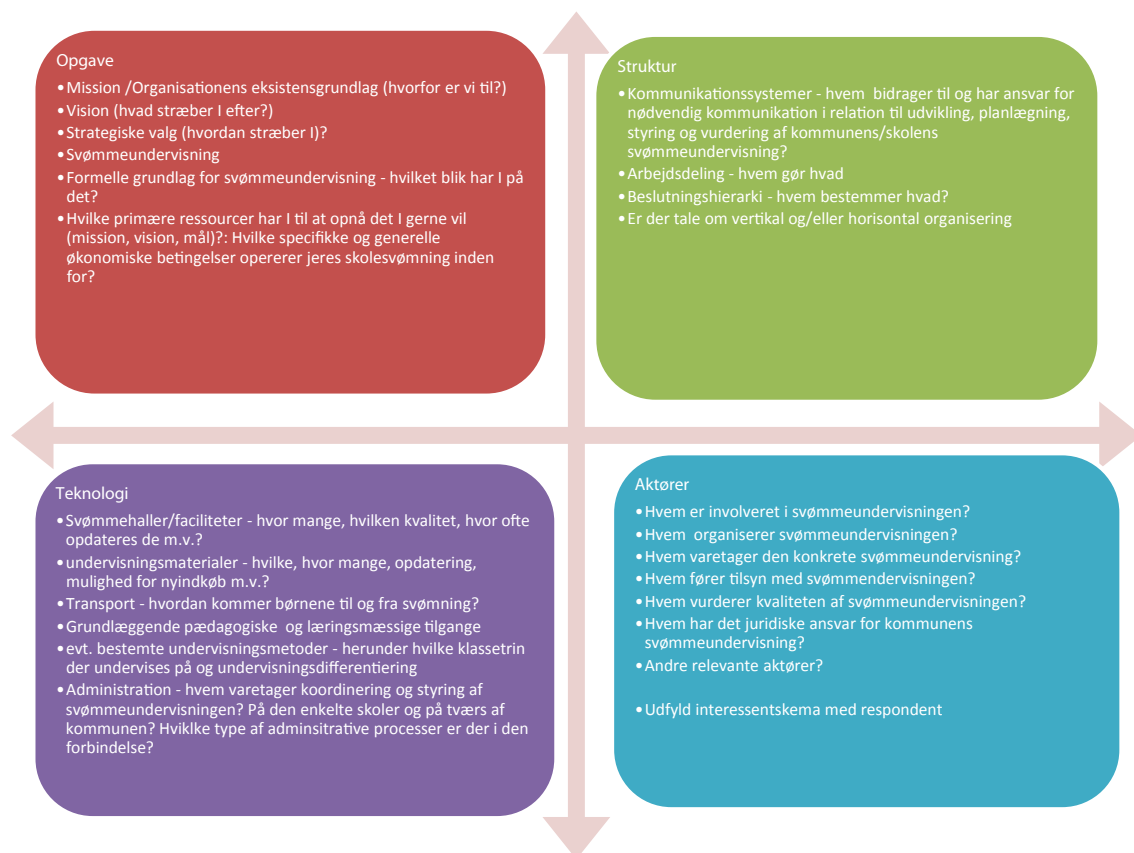 Opgave
•Mission /Organisationens eksistensgrundlag (hvorfor er vi til?)
•Vision (hvad stræber I efter?)
•Strategiske valg (hvordan stræber I)?
•Svømmeundervisning
•Formelle grundlag for svømmeundervisning - hvilket blik har I på
det?
•Hvilke primære ressourcer har I til at opnå det I gerne vil
(mission, vision, mål)?: Hvilke specifikke og generelle
økonomiske betingelser opererer jeres skolesvømning inden
for?
Struktur
•Kommunikationssystemer - hvem bidrager til og har ansvar for
nødvendig kommunikation i relation til udvikling, planlægning,
styring og vurdering af kommunens/skolens
svømmeundervisning?
•Arbejdsdeling - hvem gør hvad
•Beslutningshierarki - hvem bestemmer hvad?
•Er der tale om vertikal og/eller horisontal organisering
Teknologi
•Svømmehaller/faciliteter - hvor mange, hvilken kvalitet, hvor ofte
opdateres de m.v.?
•undervisningsmaterialer - hvilke, hvor mange, opdatering,
mulighed for nyindkøb m.v.?
•Transport - hvordan kommer børnene til og fra svømning?
•Grundlæggende pædagogiske og læringsmæssige tilgange
•evt. bestemte undervisningsmetoder - herunder hvilke klassetrin
der undervises på og undervisningsdifferentiering
•Administration - hvem varetager koordinering og styring af
svømmeundervisningen? På den enkelte skoler og på tværs af
kommunen? Hviklke type af adminsitrative processer er der i den
forbindelse?
Aktører
•Hvem er involveret i svømmeundervisningen?
•Hvem organiserer svømmeundervisningen?
•Hvem varetager den konkrete svømmeundervisning?
•Hvem fører tilsyn med svømmendervisningen?
•Hvem vurderer kvaliteten af svømmeundervisningen?
•Hvem har det juridiske ansvar for kommunens
svømmeundervisning?
•Andre relevante aktører?
•Udfyld interessentskema med respondent